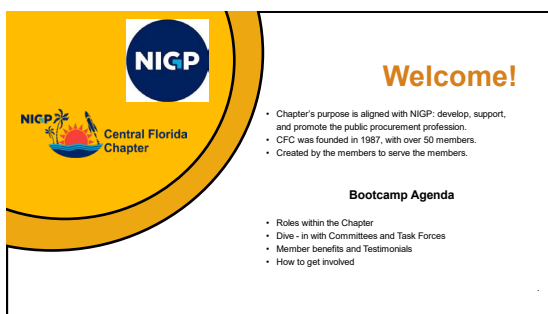 NIGP
NIGP
Central Florida
Chapter
Welcome!
• Chapter's purpose is aligned with NIGP: develop, support,
and promote the public procurement profession.
• CFC was founded in 1987, with over 50 members.
• Created by the members to serve the members.
Bootcamp Agenda
• Roles within the Chapter
• Dive - in with Committees and Task Forces
• Member benefits and Testimonials
• How to get involved
.